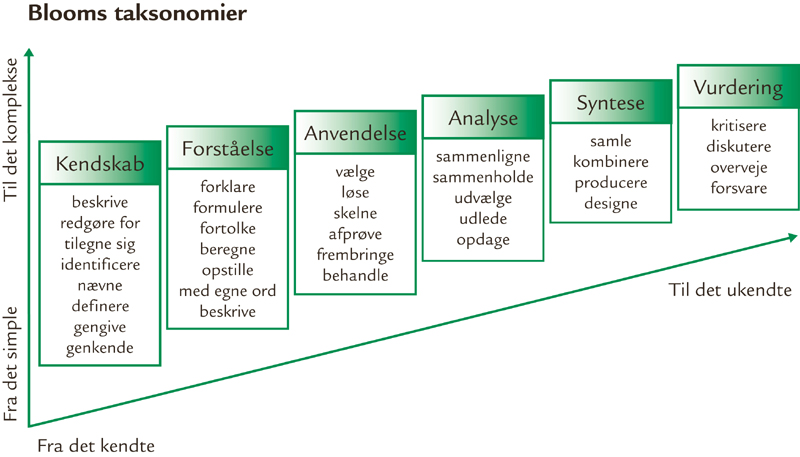 Blooms taksonomier
Til det komplekse
Fra det simple
Kendskab
beskrive
redgøre for
tilegne sig
identificere
nævne
definere
gengive
genkende
Forståelse
forklare
formulere
fortolke
beregne
opstille
med egne ord
beskrive
Anvendelse
vælge
løse
skelne
afprøve
frembringe
behandle
Analyse
sammenligne
sammenholde
udvælge
udlede
opdage
Syntese
samle
kombinere
producere
designe
Vurdering
kritisere
diskutere
overveje
forsvare
Til det ukendte
Fra det kendte